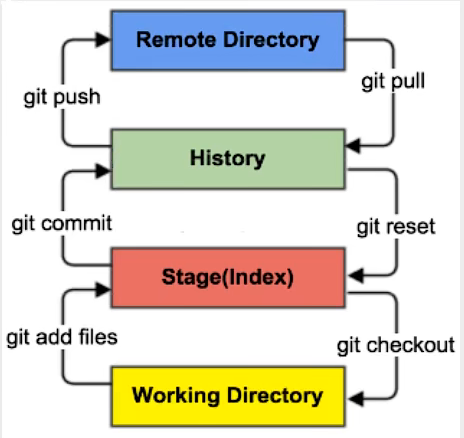 Remote Directory
git push
git pull
History
git commit
git reset
Stage(Index)
git add files
git checkout
Working Directory